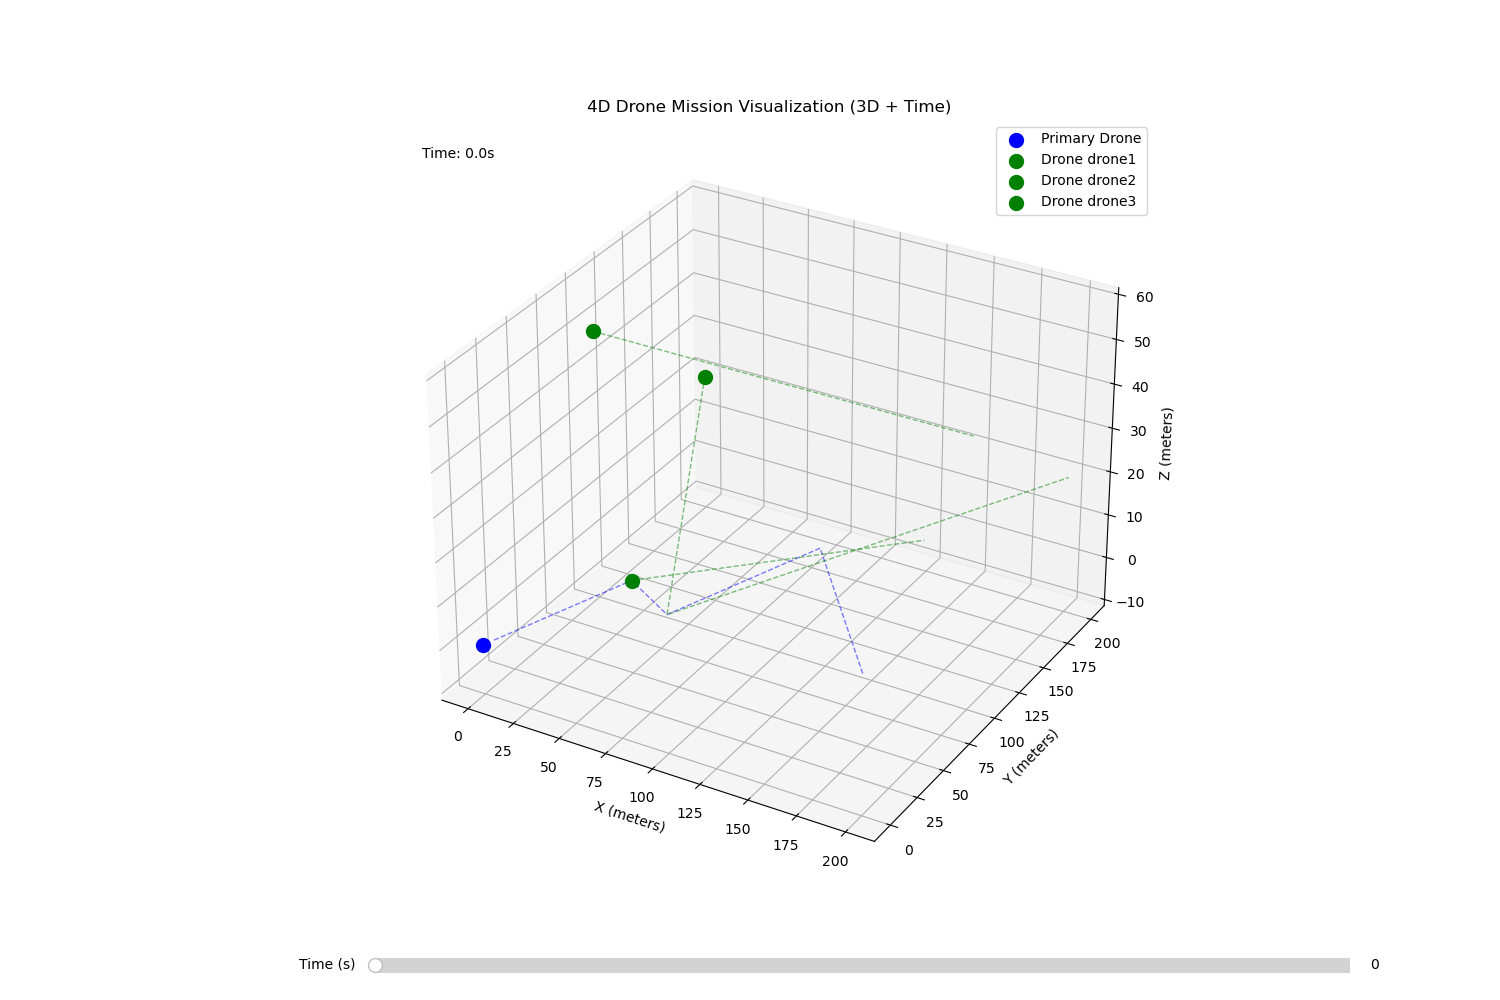 4D Drone Mission Visualization (3D + Time)
Time: 0.0s
Primary Drone
Drone drone1
Drone drone2
Drone drone3
60
50
40
30
20
10
0
−10
Z (meters)
200
175
150
125
100
75
50
25
0
Y (meters)
0
25
50
75
100
125
150
175
200
X (meters)
Time (s)
0